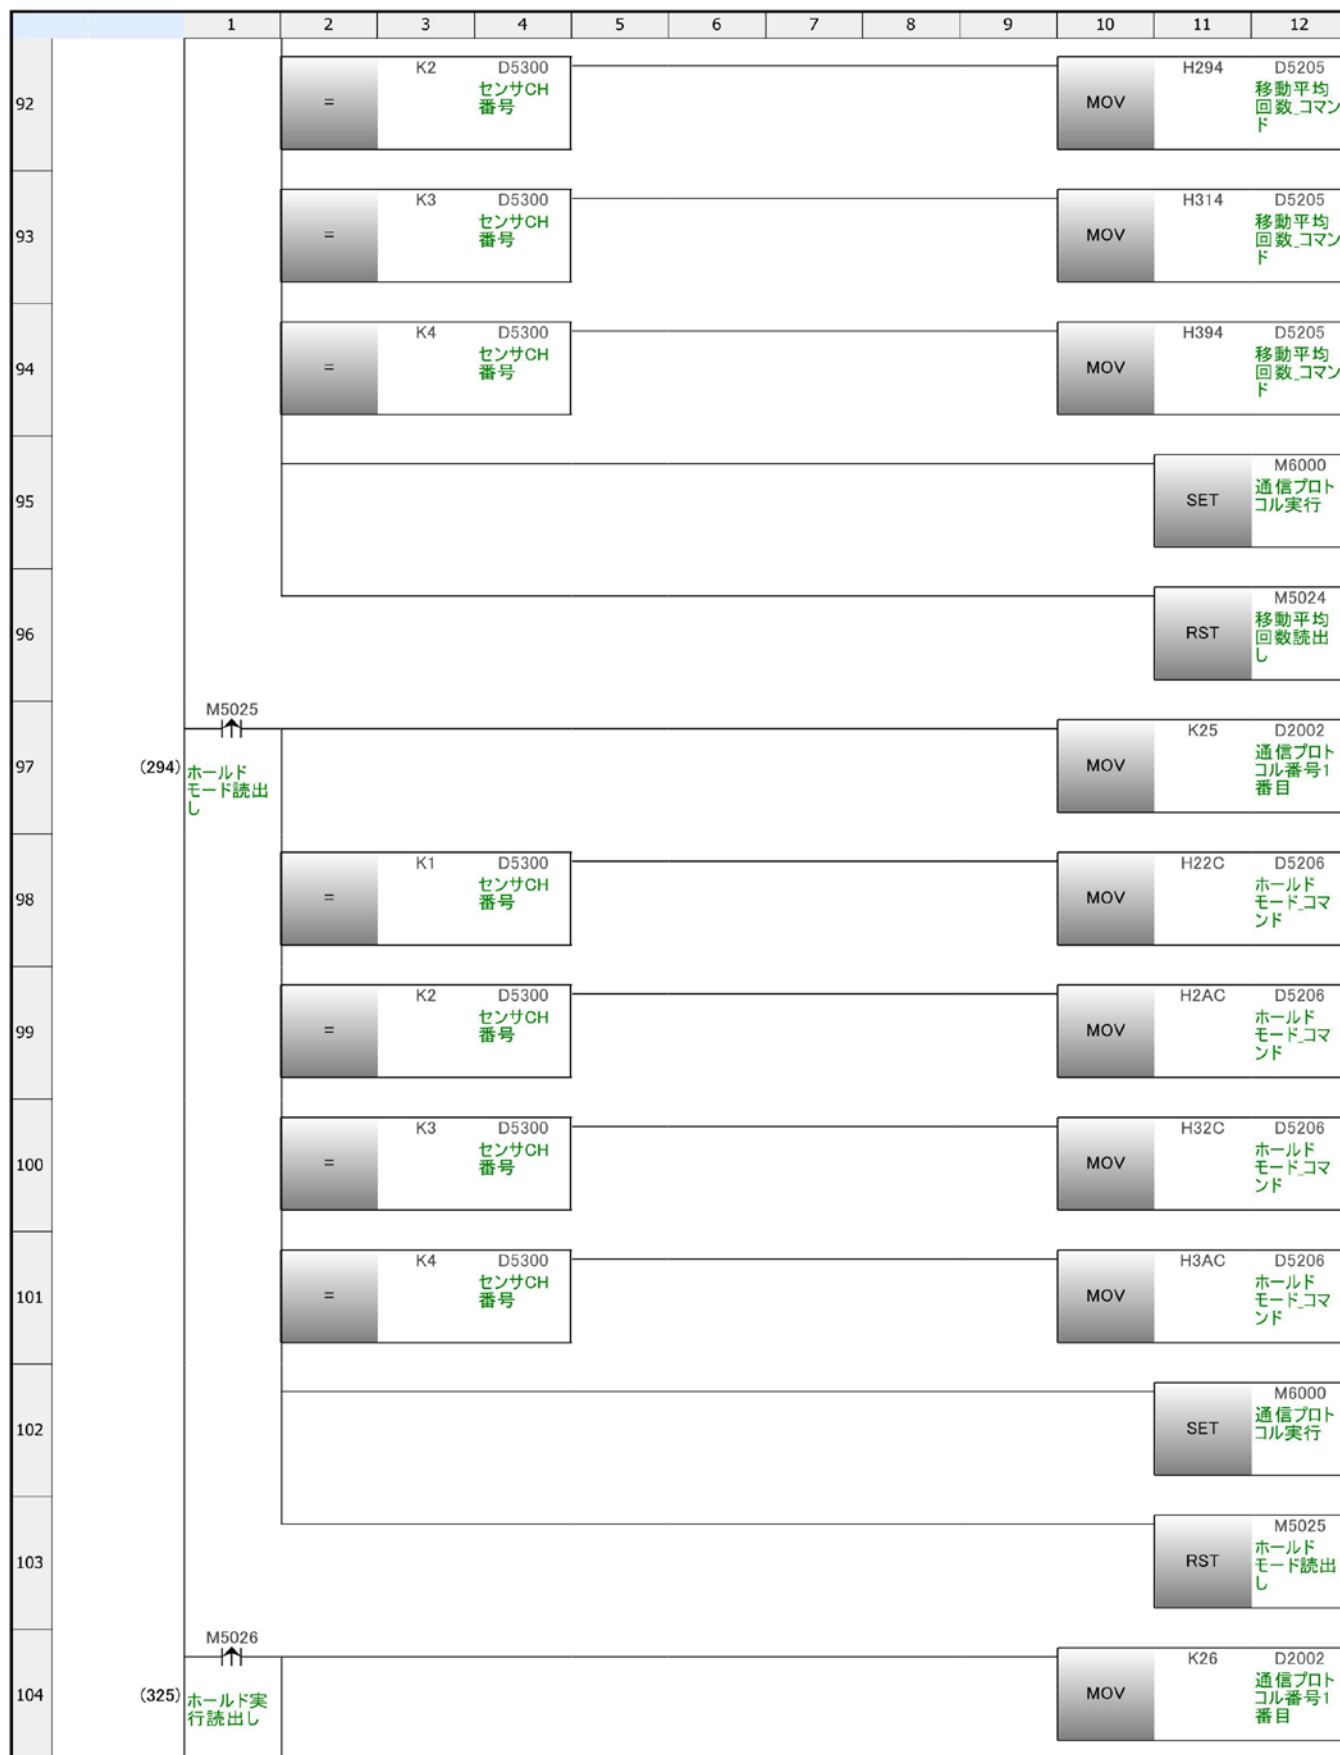 1 2 3 4 5 6 7 8 9 10 11 12
92
= K2 D5300 MOV H294 D5205
センサCH 移動平均
番号 回数_コマン
ド
93
= K3 D5300 MOV H314 D5205
センサCH 移動平均
番号 回数_コマン
ド
94
= K4 D5300 MOV H394 D5205
センサCH 移動平均
番号 回数_コマン
ド
95
SET M6000
通信プロト
コル実行
96
RST M5024
移動平均
回数読出
し
97
(294)
M5025
ホールド
モード読出
し
MOV K25 D2002
通信プロト
コル番号1
番目
98
= K1 D5300 MOV H22C D5206
センサCH ホールド
番号 モード_コマ
ンド
99
= K2 D5300 MOV H2AC D5206
センサCH ホールド
番号 モード_コマ
ンド
100
= K3 D5300 MOV H32C D5206
センサCH ホールド
番号 モード_コマ
ンド
101
= K4 D5300 MOV H3AC D5206
センサCH ホールド
番号 モード_コマ
ンド
102
SET M6000
通信プロト
コル実行
103
RST M5025
ホールド
モード読出
し
104
(325)
M5026
ホールド実
行読出し
MOV K26 D2002
通信プロト
コル番号1
番目